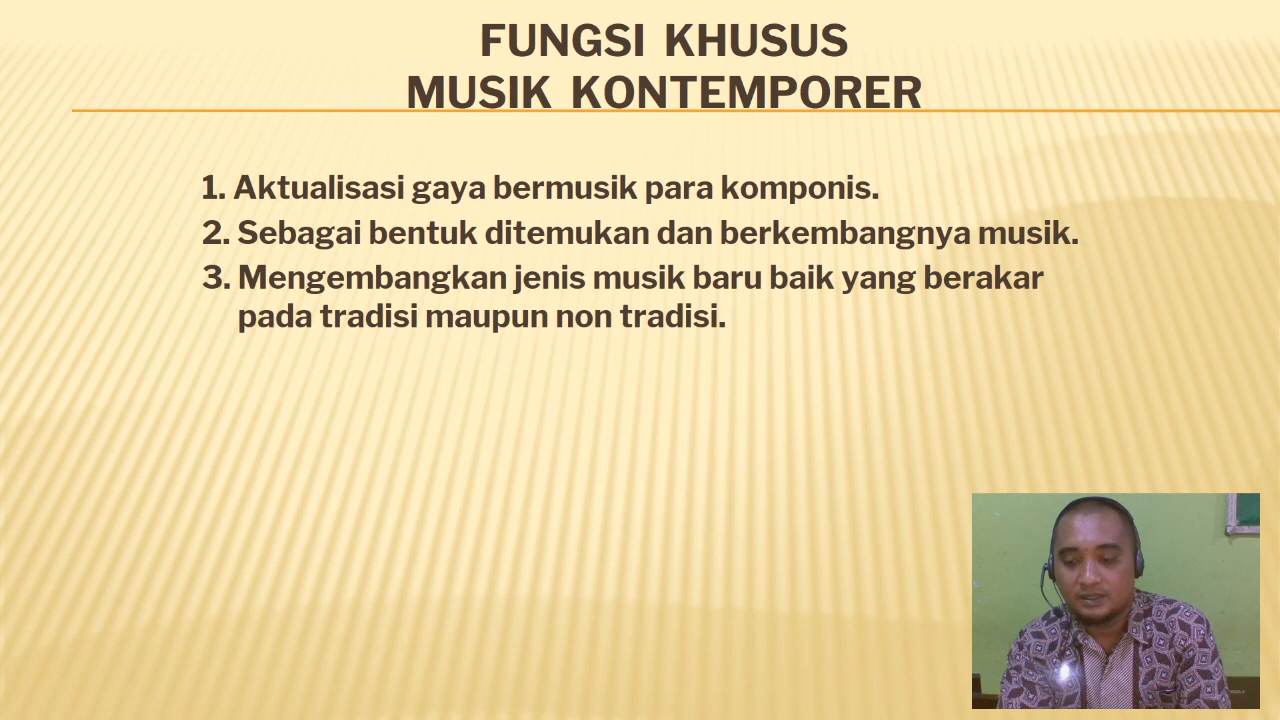 FUNGSI KHUSUS
MUSIK KONTEMPORER
1. Aktualisasi gaya bermusik para komponis.
2. Sebagai bentuk ditemukan dan berkembangnya musik.
3. Mengembangkan jenis musik baru baik yang berakar
pada tradisi maupun non tradisi.